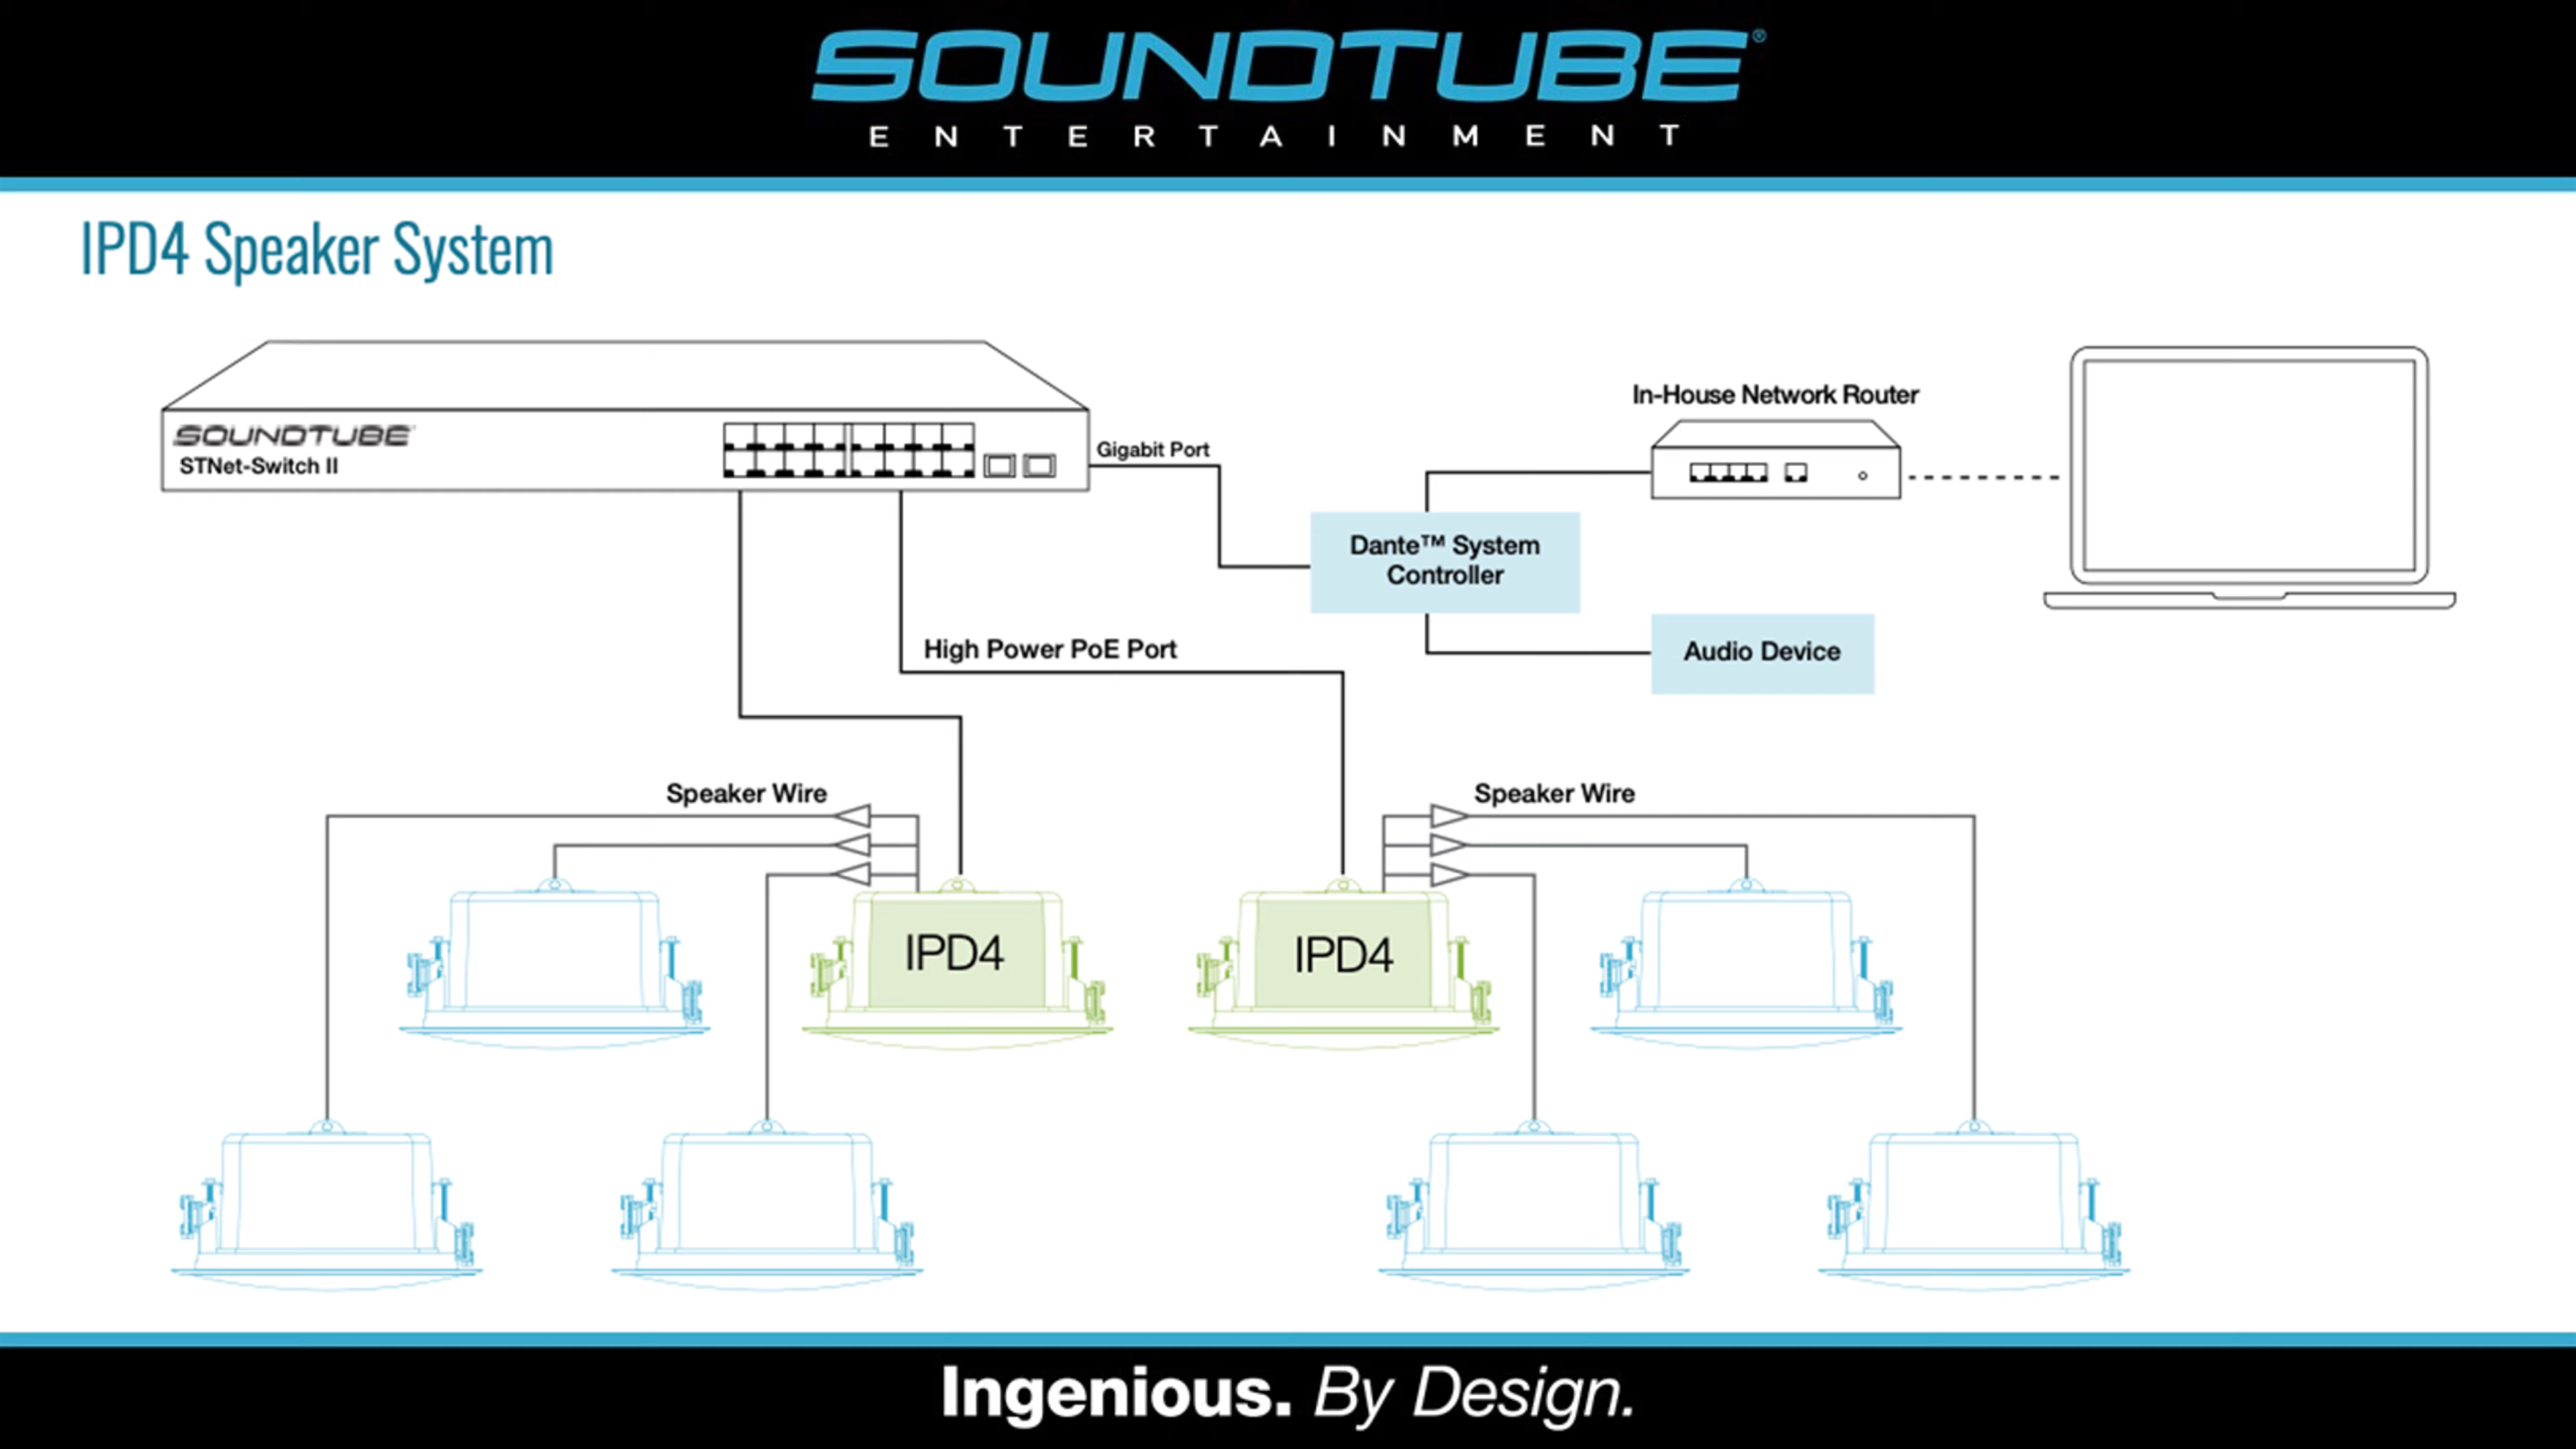 SOUNDTUBE®
ENTERTAINMENT
IPD4 Speaker System
SOUNDTUBE
STNet-Switch II
Gigabit Port
In-House Network Router
Dante™ System
Controller
High Power PoE Port
Audio Device
Speaker Wire
Speaker Wire
IPD4
IPD4
Ingenious. By Design.